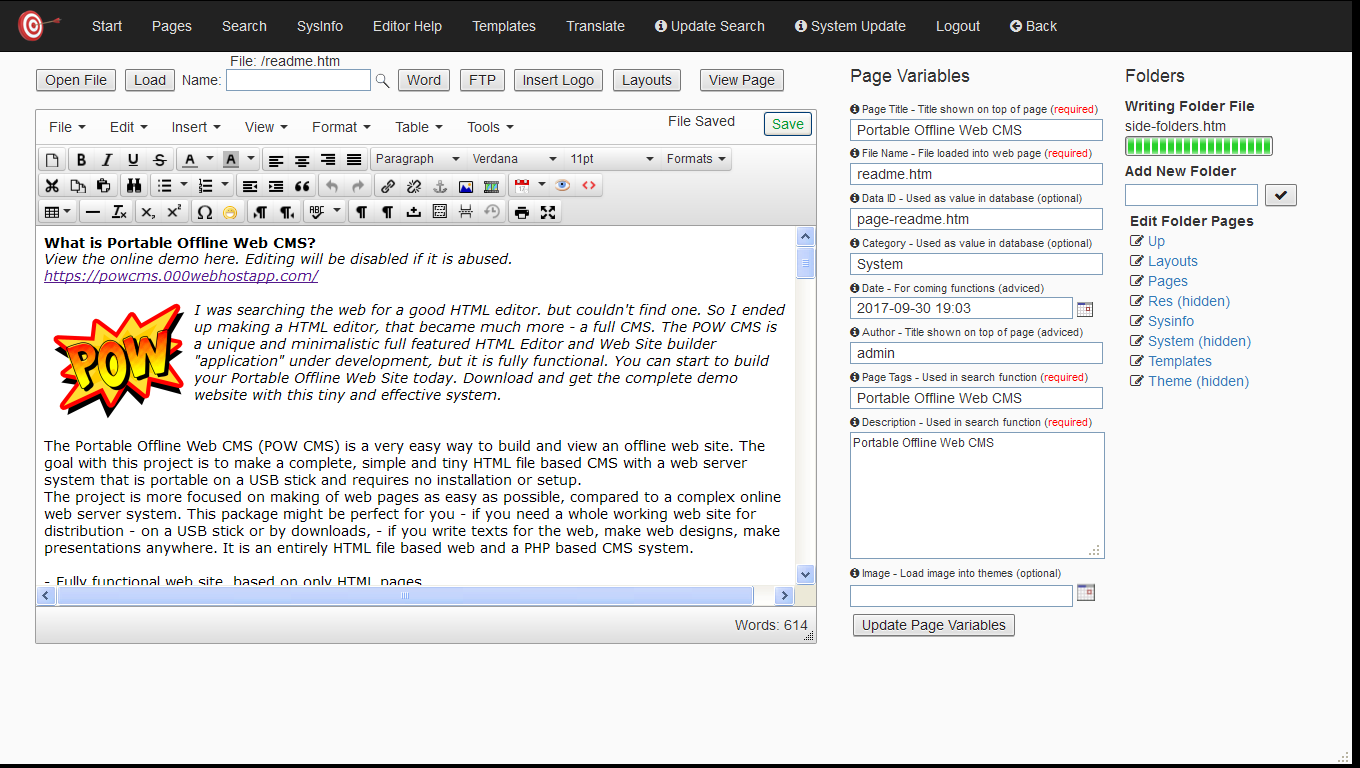 Start Pages Search SysInfo Editor Help Templates Translate Update Search System Update Logout Back
File: /readme.htm
Open File Load Name: Word FTP Insert Logo Layouts View Page
File Edit Insert View Format Table Tools File Saved Save
B I U S A A Paragraph Verdana 11pt Formats
What is Portable Offline Web CMS?
View the online demo here. Editing will be disabled if it is abused.
https://powcms.000webhostapp.com/
POW
I was searching the web for a good HTML editor. but couldn't find one. So I ended
up making a HTML editor, that became much more - a full CMS. The POW CMS is
a unique and minimalistic full featured HTML Editor and Web Site builder
"application" under development, but it is fully functional. You can start to build
your Portable Offline Web Site today. Download and get the complete demo
website with this tiny and effective system.
The Portable Offline Web CMS (POW CMS) is a very easy way to build and view an offline web site. The
goal with this project is to make a complete, simple and tiny HTML file based CMS with a web server
system that is portable on a USB stick and requires no installation or setup.
The project is more focused on making of web pages as easy as possible, compared to a complex online
web server system. This package might be perfect for you - if you need a whole working web site for
distribution - on a USB stick or by downloads, - if you write texts for the web, make web designs, make
presentations anywhere. It is an entirely HTML file based web and a PHP based CMS system.
- Fully functional web site, based on only HTML pages
Words: 614
Page Variables
Page Title - Title shown on top of page (required)
Portable Offline Web CMS
File Name - File loaded into web page (required)
readme.htm
Data ID - Used as value in database (optional)
page-readme.htm
Category - Used as value in database (optional)
System
Date - For coming functions (adviced)
2017-09-30 19:03
Author - Title shown on top of page (adviced)
admin
Page Tags - Used in search function (required)
Portable Offline Web CMS
Description - Used in search function (required)
Portable Offline Web CMS
Image - Load image into themes (optional)
Update Page Variables
Folders
Writing Folder File
side-folders.htm
Add New Folder
Edit Folder Pages
Up
Layouts
Pages
Res (hidden)
Sysinfo
System (hidden)
Templates
Theme (hidden)